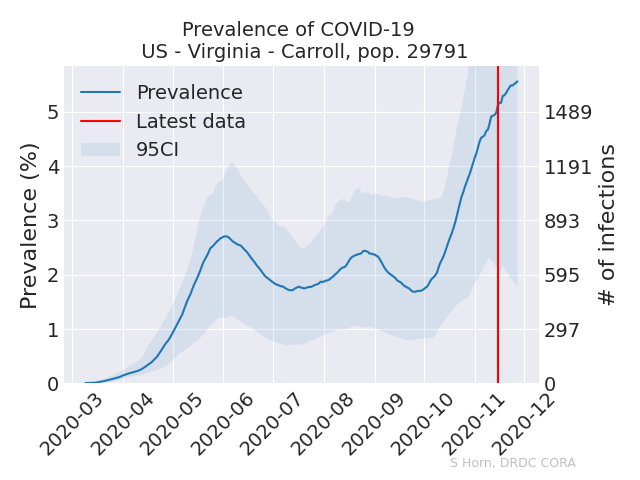 Prevalence of COVID-19
US - Virginia - Carroll, pop. 29791
Prevalence
Latest data
95CI
Prevalence (%)
5
4
3
2
1
0
1489
1191
893
595
297
0
# of infections
2020-03
2020-04
2020-05
2020-06
2020-07
2020-08
2020-09
2020-10
2020-11
2020-12
S Horn, DRDC CORA